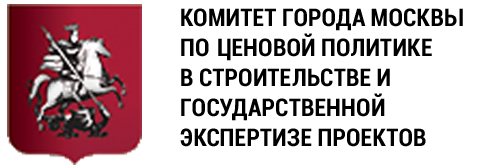 КОМИТЕТ ГОРОДА МОСКВЫ
ПО ЦЕНОВОЙ ПОЛИТИКЕ
В СТРОИТЕЛЬСТВЕ И
ГОСУДАРСТВЕННОЙ
ЭКСПЕРТИЗЕ ПРОЕКТОВ